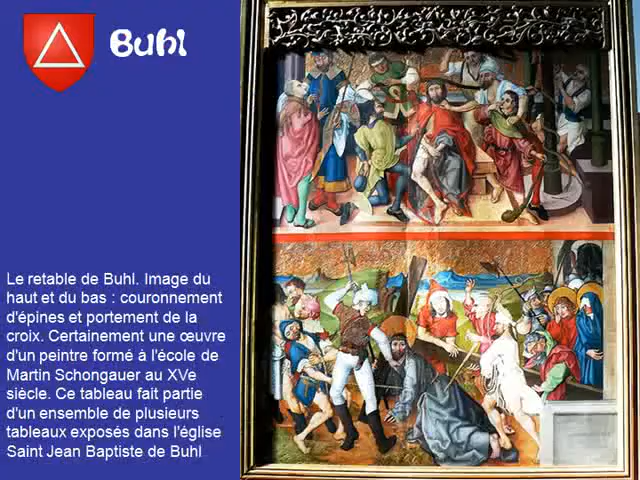 Buhl
Le retable de Buhl. Image du
haut et du bas : couronnement
d'épines et portement de la
croix. Certainement une œuvre
d'un peintre formé à l'école de
Martin Schongauer au XVe
siècle. Ce tableau fait partie
d'un ensemble de plusieurs
tableaux exposés dans l'église
Saint Jean Baptiste de Buhl